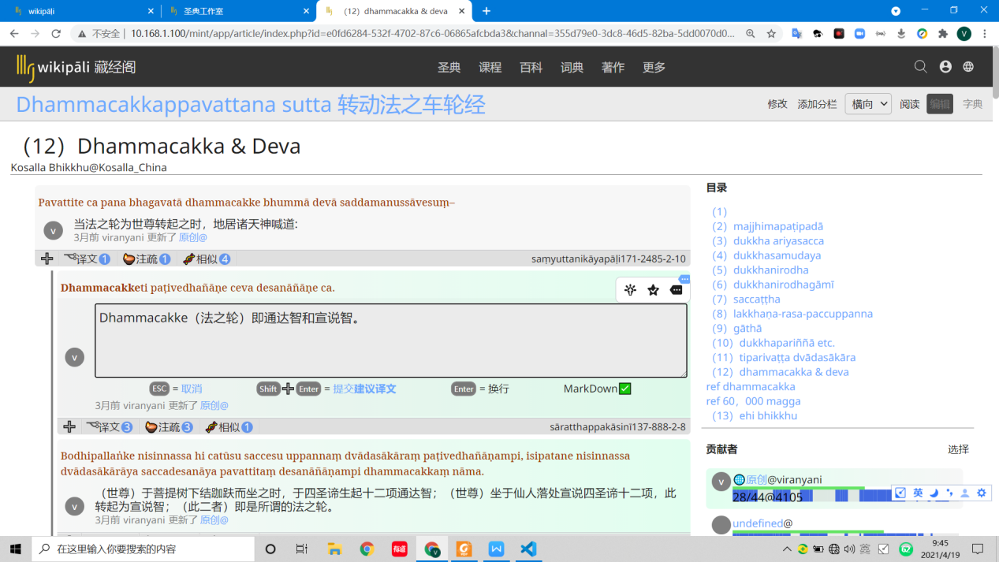 wikipāli
圣典工作室
（12）dhammacakka & deva
不安全
10.168.1.100/mint/app/article/index.php?id=e0fd6284-532f-4702-87c6-06865afcbda3&channal=355d79e0-3dc8-46d5-82ba-5dd0070d0...
wikipāli 藏经阁
圣典 课程 百科 词典 著作 更多
Dhammacakkappavattana sutta 转动法之车轮经
修改 添加分栏 横向 阅读 编辑 字典
（12）Dhammacakka & Deva
Kosalla Bhikkhu@Kosalla_China
Pavattite ca pana bhagavatā dhammacakke bhummā devā saddamanussāvesuṃ–
v
当法之轮为世尊转起之时，地居诸天神喊道:
3月前 viranyani 更新了 原创@
译文 1 注疏 1 相似 4
saṃyuttanikāyapāḷi171-2485-2-10
Dhammacakketi paṭivedhañāṇe ceva desanāñāṇe ca.
Dhammacakke（法之轮）即通达智和宣说智。
v
ESC = 取消 Shift Enter = 提交建议译文 Enter = 换行 MarkDown
3月前 viranyani 更新了 原创@
译文 3 注疏 3 相似 1
sāratthappakāsinī137-888-2-8
Bodhipallaṅke nisinnassa hi catūsu saccesu uppannaṃ dvādasākāraṃ paṭivedhañāṇampi, isipatane nisinnassa
dvādasākārāya saccadesanāya pavattitaṃ desanāñāṇampi dhammacakkaṃ nāma.
（世尊）于菩提树下结跏趺而坐之时，于四圣谛生起十二项通达智；（世尊）坐于仙人落处宣说四圣谛十二项，此
转起为宣说智；（此二者）即是所谓的法之轮。
v
3月前 viranyani 更新了 原创@
目录
（1）
（2）majjhimapaṭipadā
（3）dukkha ariyasacca
（4）dukkhasamudaya
（5）dukkhanirodha
（6）dukkhanirodhagāmī
（7）saccaṭṭha
（8）lakkhaṇa-rasa-paccuppanna
（9）gāthā
（10）dukkhapariññā etc.
（11）tiparivaṭṭa dvādasākāra
（12）dhammacakka & deva
ref dhammacakka
ref 60，000 magga
（13）ehi bhikkhu
贡献者 选择
v
原创@viranyani
28/44@4105
undefined@
英
在这里输入你要搜索的内容
有道
9:45
2021/4/19